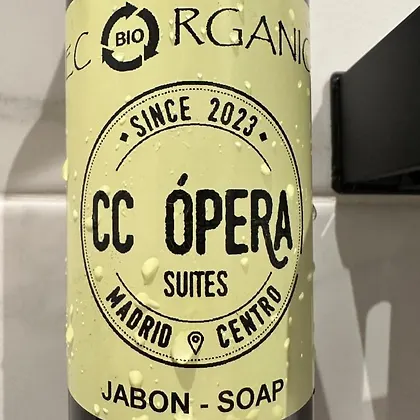 EC BIO RGANIC
SINCE 2023
CC ÓPERA
SUITES
MADRID CENTRO
JABON - SOAP